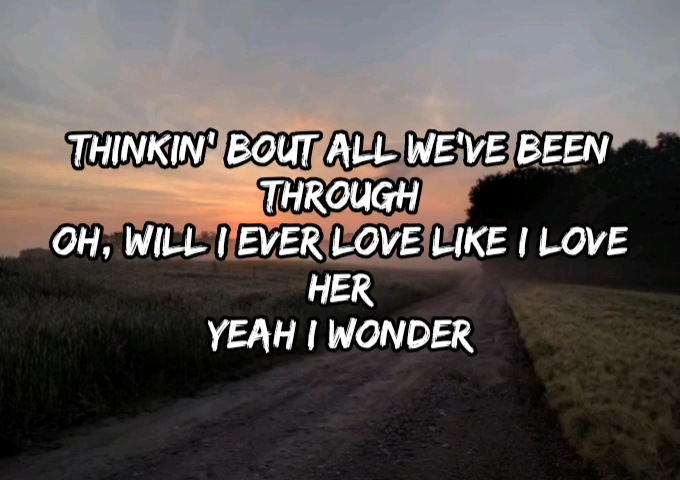 THINKIN' BOUT ALL WE'VE BEEN
THROUGH
OH, WILL I EVER LOVE LIKE I LOVE
HER
YEAH I WONDER